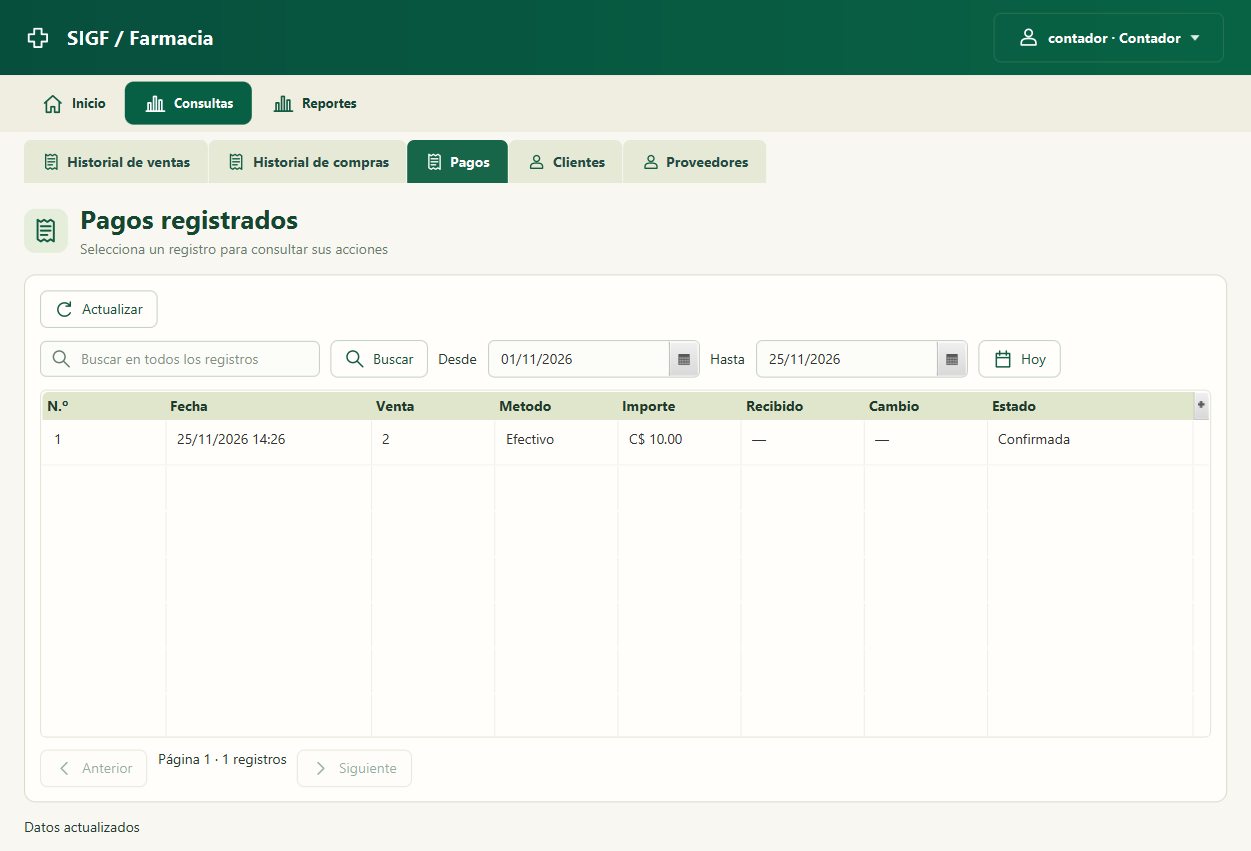 SIGF / Farmacia
contador · Contador
Inicio
Consultas
Reportes
Historial de ventas
Historial de compras
Pagos
Clientes
Proveedores
Pagos registrados
Selecciona un registro para consultar sus acciones
Actualizar
Buscar en todos los registros
Buscar
Desde
01/11/2026
Hasta
25/11/2026
Hoy
N.º Fecha Venta Metodo Importe Recibido Cambio Estado +
1 25/11/2026 14:26 2 Efectivo C$ 10.00 — — Confirmada
Anterior
Página 1 · 1 registros
Siguiente
Datos actualizados